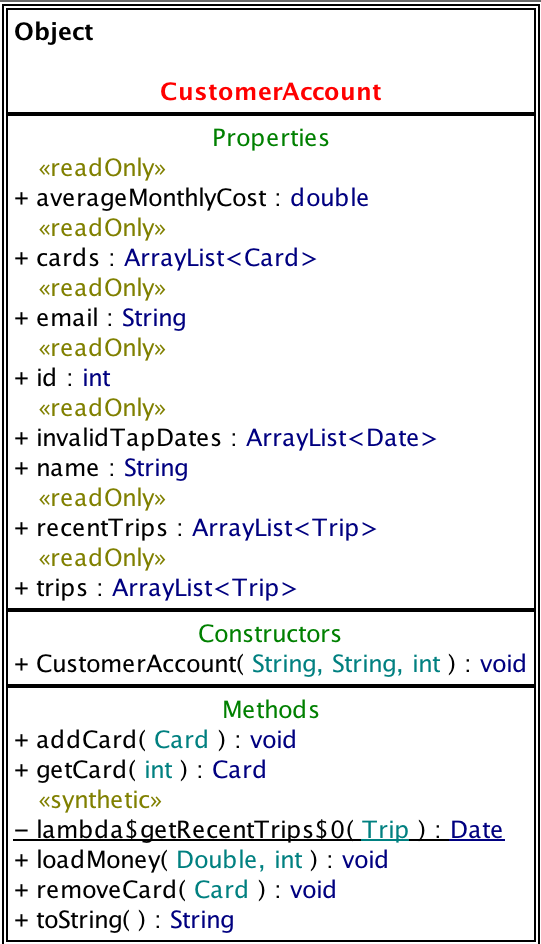 Object
CustomerAccount
Properties
«readOnly»
+ averageMonthlyCost : double
«readOnly»
+ cards : ArrayList<Card>
«readOnly»
+ email : String
«readOnly»
+ id : int
«readOnly»
+ invalidTapDates : ArrayList<Date>
+ name : String
«readOnly»
+ recentTrips : ArrayList<Trip>
«readOnly»
+ trips : ArrayList<Trip>
Constructors
+ CustomerAccount( String, String, int ) : void
Methods
+ addCard( Card ) : void
+ getCard( int ) : Card
«synthetic»
− lambda$getRecentTrips$0( Trip ) : Date
+ loadMoney( Double, int ) : void
+ removeCard( Card ) : void
+ toString( ) : String